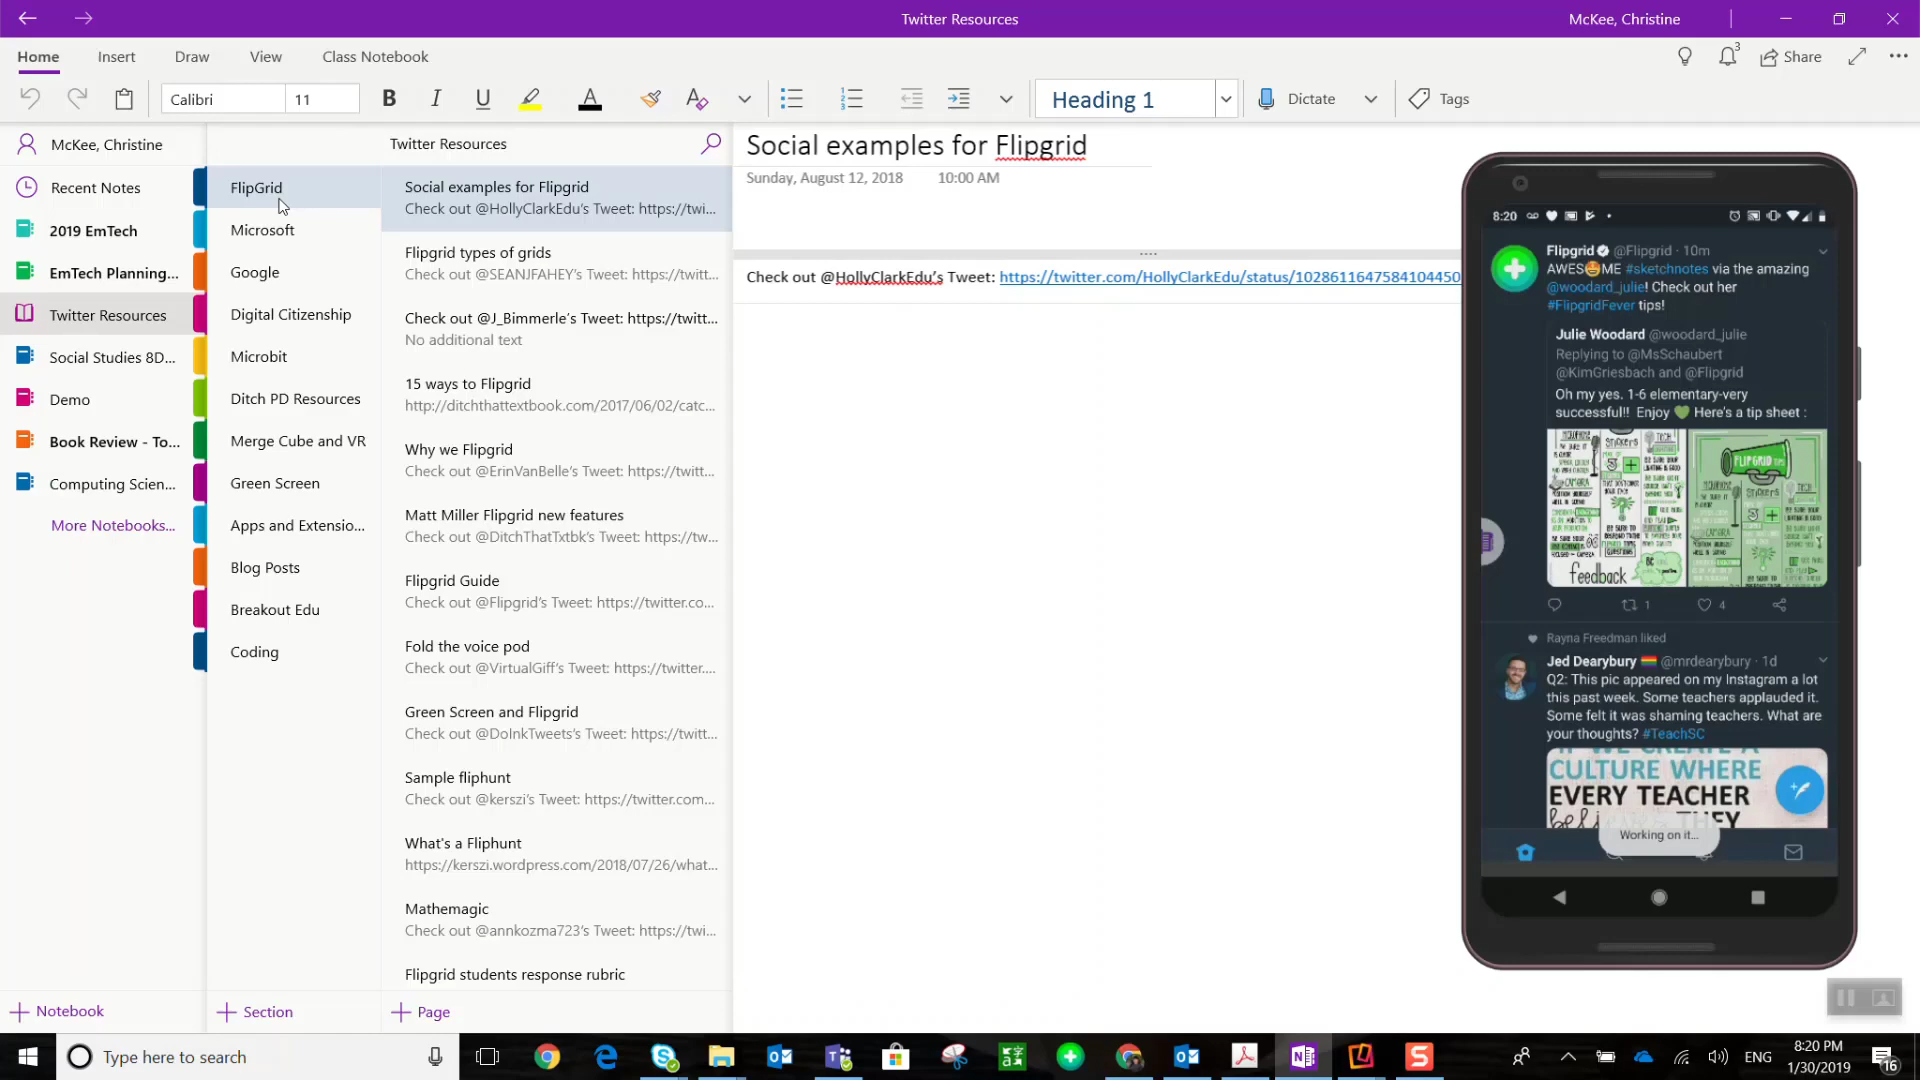 Twitter Resources
McKee, Christine
Home Insert Draw View Class Notebook
3
Share
Calibri 11 B I U A A Heading 1 Dictate Tags
McKee, Christine
Recent Notes
2019 EmTech
EmTech Planning...
Twitter Resources
Social Studies 8D...
Demo
Book Review - To...
Computing Scien...
More Notebooks...
Notebook
FlipGrid
Microsoft
Google
Digital Citizenship
Microbit
Ditch PD Resources
Merge Cube and VR
Green Screen
Apps and Extensio...
Blog Posts
Breakout Edu
Coding
Section
Twitter Resources
Social examples for Flipgrid
Check out @HollyClarkEdu's Tweet: https://twi...
Flipgrid types of grids
Check out @SEANJFAHEY's Tweet: https://twitt...
Check out @J_Bimmerle's Tweet: https://twitt...
No additional text
15 ways to Flipgrid
http://ditchthattextbook.com/2017/06/02/catc...
Why we Flipgrid
Check out @ErinVanBelle's Tweet: https://twitt...
Matt Miller Flipgrid new features
Check out @DitchThatTxtbk's Tweet: https://tw...
Flipgrid Guide
Check out @Flipgrid's Tweet: https://twitter.co...
Fold the voice pod
Check out @VirtualGiff's Tweet: https://twitter....
Green Screen and Flipgrid
Check out @DoInkTweets's Tweet: https://twitt...
Sample fliphunt
Check out @kerszi's Tweet: https://twitter.com...
What's a Fliphunt
https://kerszi.wordpress.com/2018/07/26/what...
Mathemagic
Check out @annkozma723's Tweet: https://twi...
Flipgrid students response rubric
Page
Social examples for Flipgrid
Sunday, August 12, 2018 10:00 AM
Check out @HollyClarkEdu's Tweet: https://twitter.com/HollyClarkEdu/status/1028611647584104450
8:20
Flipgrid @Flipgrid · 10m
AWES🤩ME #sketchnotes via the amazing
@woodard_julie! Check out her
#FlipgridFever tips!
Julie Woodard @woodard_julie
Replying to @MsSchaubert
@KimGriesbach and @Flipgrid
Oh my yes. 1-6 elementary-very
successful!! Enjoy 💚 Here's a tip sheet :
STICKERS
TECH
CAMERA
feedback
FLIPGRID TIPS
1 4
Rayna Freedman liked
Jed Dearybury 🏳️‍🌈 @mrdearybury · 1d
Q2: This pic appeared on my Instagram a lot
this past week. Some teachers applauded it.
Some felt it was shaming teachers. What are
your thoughts? #TeachSC
IF WE CREATE A
CULTURE WHERE
EVERY TEACHER
believes THEY
Working on it...
Type here to search
ENG
8:20 PM
1/30/2019
16